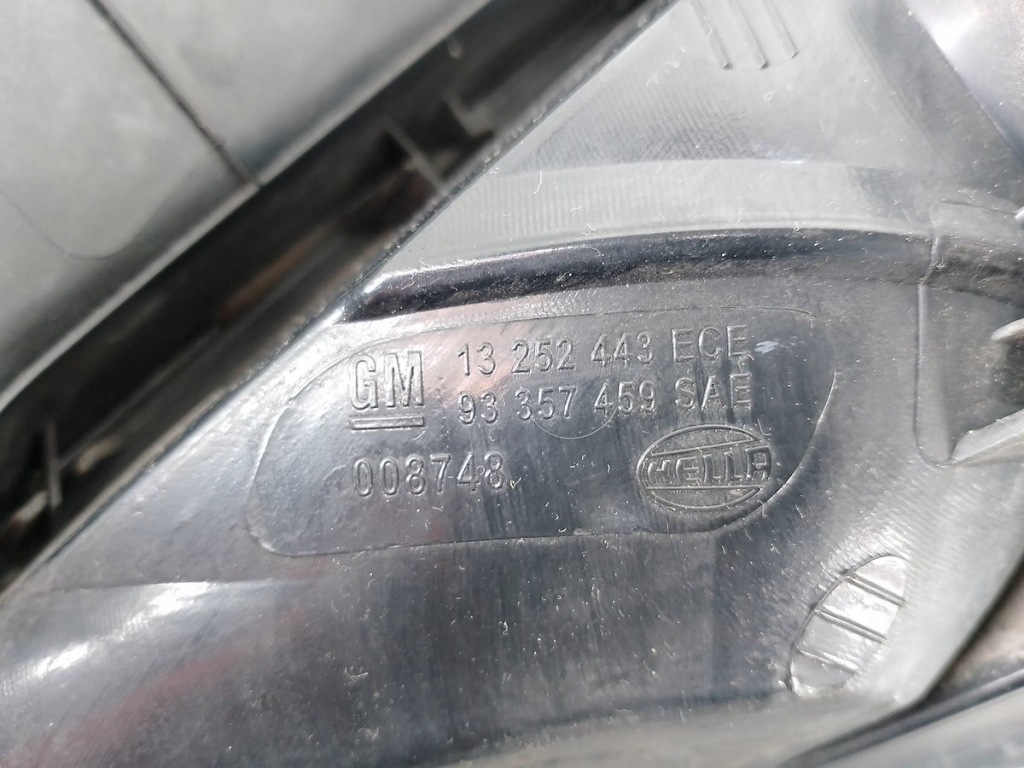 GM 13 252 443 ECE
93 357 459 SAE
008748
HELLA